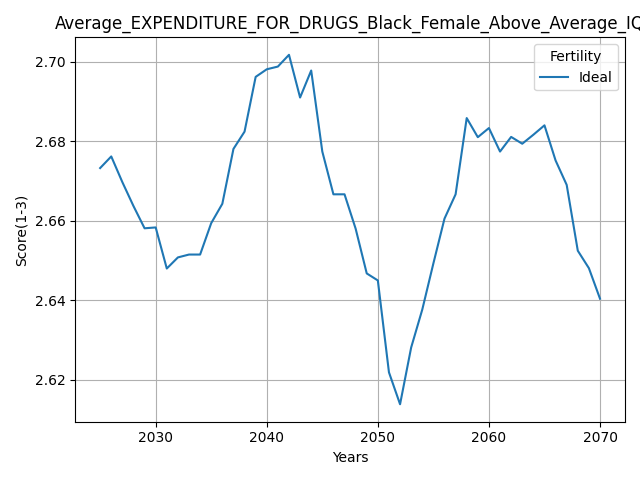 Average_EXPENDITURE_FOR_DRUGS_Black_Female_Above_Average_IQ
Fertility
Ideal
Score(1-3)
2.70
2.68
2.66
2.64
2.62
2030 2040 2050 2060 2070
Years